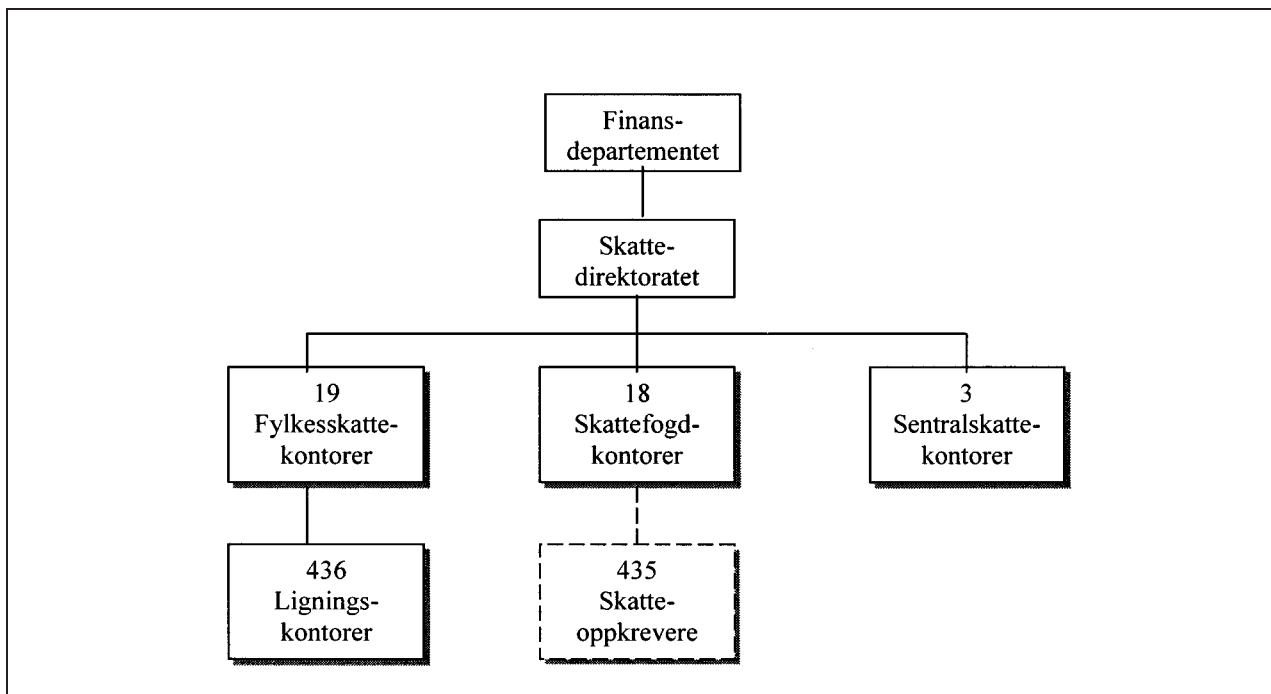 Finans-
departementet
Skatte-
direktoratet
19
Fylkesskatte-
kontorer
18
Skattefogd-
kontorer
3
Sentralskatte-
kontorer
436
Lignings-
kontorer
435
Skatte-
oppkrevere